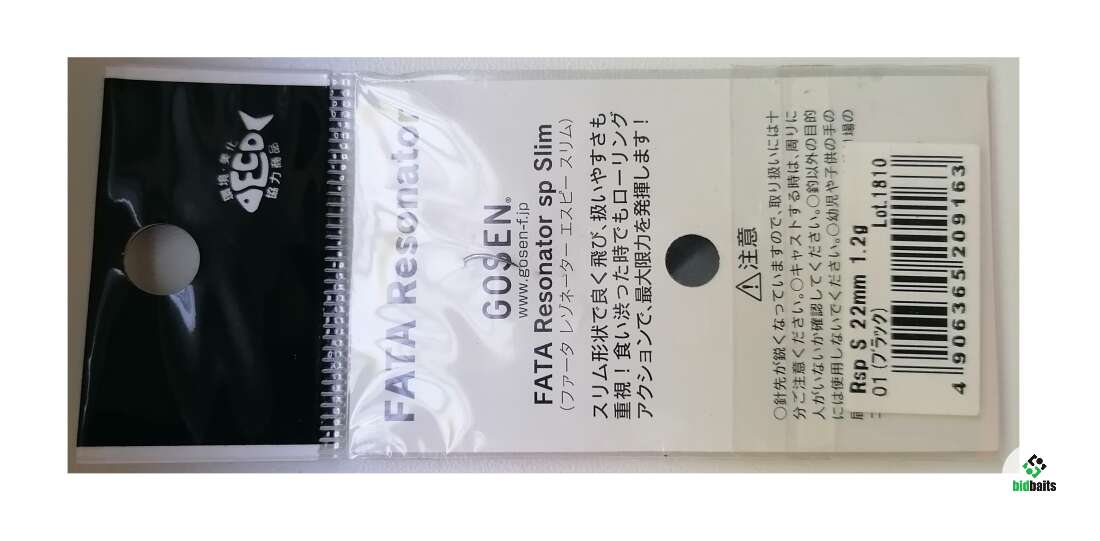 環境・美化
ECO
協力商品
FATA Resonator
GOSEN®
www.gosen-f.jp
FATA Resonator sp Slim
(ファータ レゾネーター エスピー スリム)
スリム形状で良く飛び、扱いやすさも
重視！食い渋った時でもローリング
アクションで、最大限力を発揮します！
⚠注意
○針先が鋭くなっていますので、取り扱いには十
分ご注意ください。○キャストする時は、周りに
人がいないか確認してください。○釣以外の目的
には使用しないでください。○幼児や子供の手の
Rsp S 22mm 1.2g
01(ブラック) Lot.1810
4906365209163
bidbaits